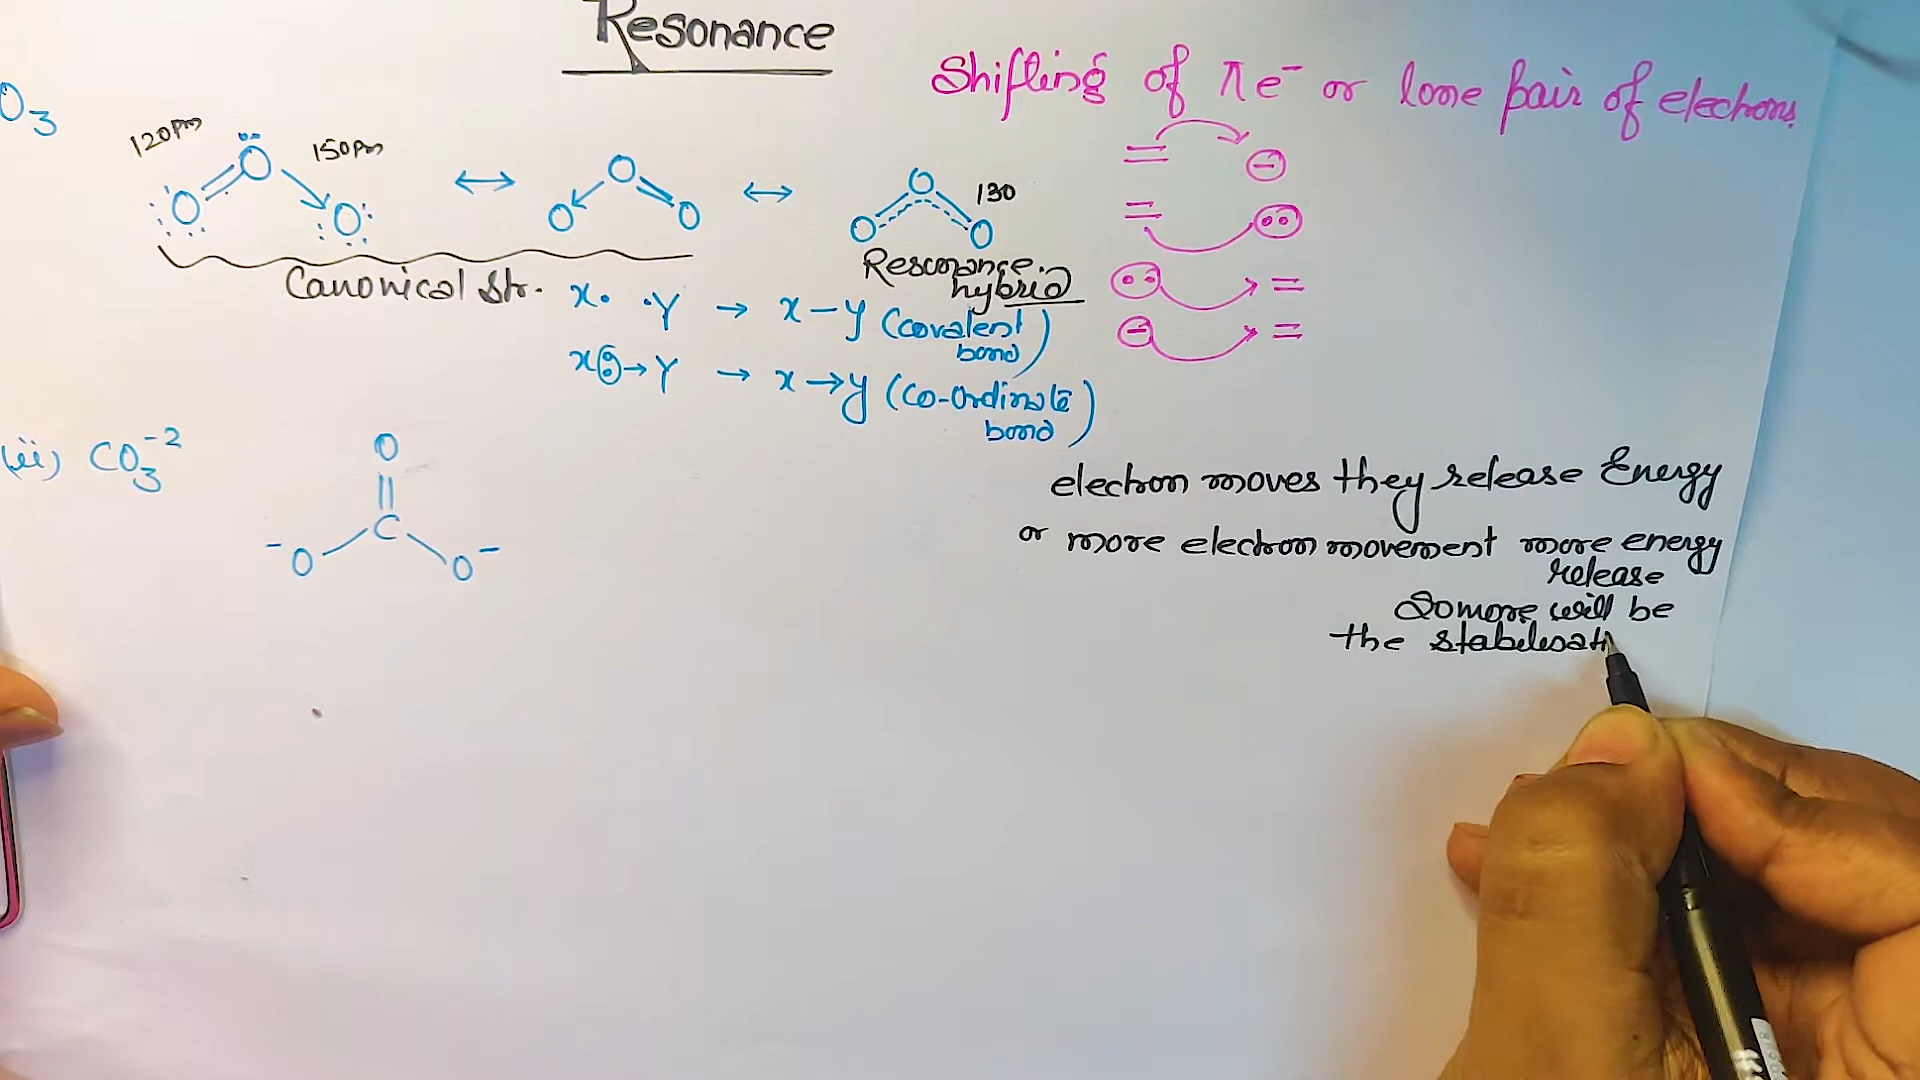 Resonance
Shifting of π e⁻ or lone pair of electrons.
O3
120pm
150pm
O O O ↔ O O O ↔ O O O
130
= → ⊖
=
= 
⊖ → =
Canonical Str.
Resonance hybrid
x· ·Y → x – y (covalent bond)
x:→Y → x→y (co-ordinate bond)
(iii) CO3^-2
O
||
C
⁻O O⁻
electron moves they release Energy
or more electron movement more energy
release
So more will be
the stabilisati